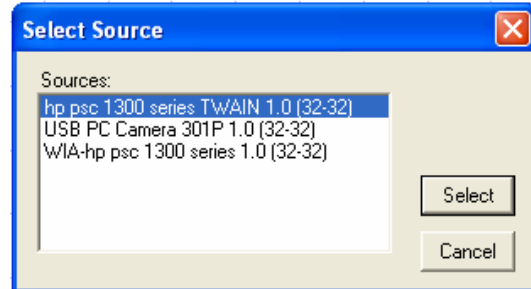 Select Source
Sources:
hp psc 1300 series TWAIN 1.0 (32-32)
USB PC Camera 301P 1.0 (32-32)
WIA-hp psc 1300 series 1.0 (32-32)
Select
Cancel